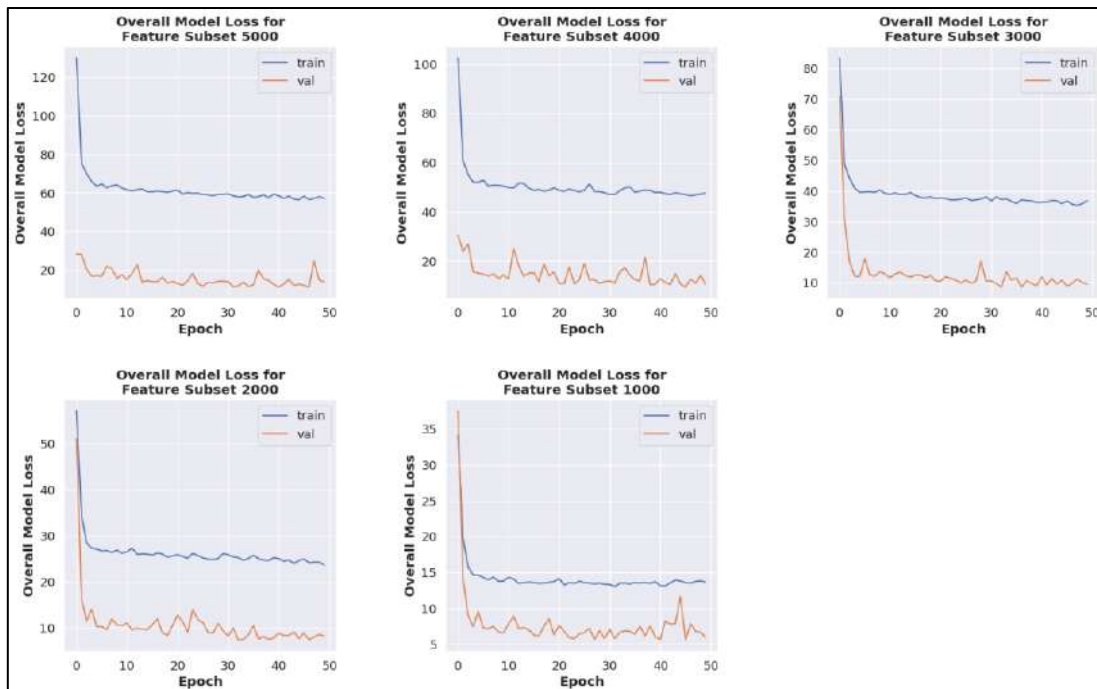 Overall Model Loss for
Feature Subset 5000
train
val
120
100
80
60
40
20
Overall Model Loss
0 10 20 30 40 50
Epoch
Overall Model Loss for
Feature Subset 4000
train
val
100
80
60
40
20
Overall Model Loss
0 10 20 30 40 50
Epoch
Overall Model Loss for
Feature Subset 3000
train
val
80
70
60
50
40
30
20
10
Overall Model Loss
0 10 20 30 40 50
Epoch
Overall Model Loss for
Feature Subset 2000
train
val
50
40
30
20
10
Overall Model Loss
0 10 20 30 40 50
Epoch
Overall Model Loss for
Feature Subset 1000
train
val
35
30
25
20
15
10
5
Overall Model Loss
0 10 20 30 40 50
Epoch